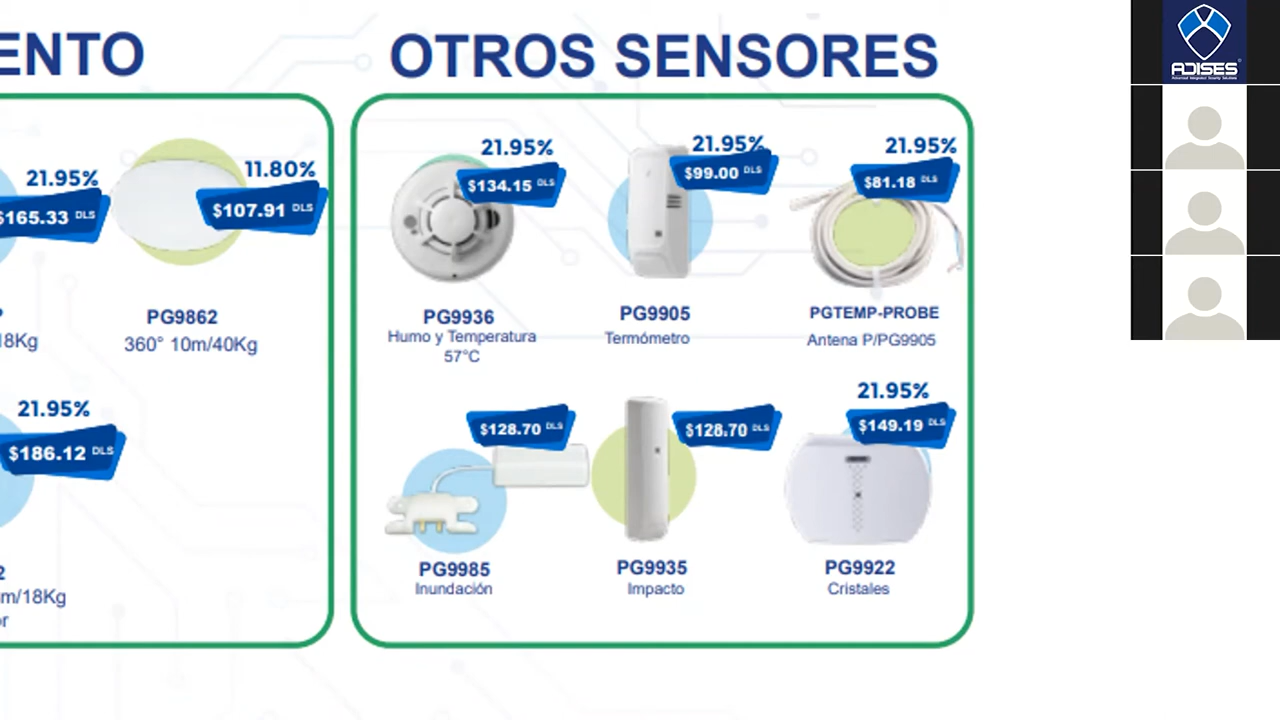 ENTO
21.95%
$165.33 DLS
11.80%
$107.91 DLS
PG9862
18Kg
360° 10m/40Kg
21.95%
$186.12 DLS
2
m/18Kg
or
OTROS SENSORES
21.95%
$134.15 DLS
21.95%
$99.00 DLS
21.95%
$81.18 DLS
PG9936
Humo y Temperatura
57°C
PG9905
Termómetro
PGTEMP-PROBE
Antena P/PG9905
$128.70 DLS
$128.70 DLS
21.95%
$149.19 DLS
PG9985
Inundación
PG9935
Impacto
PG9922
Cristales
ADISES